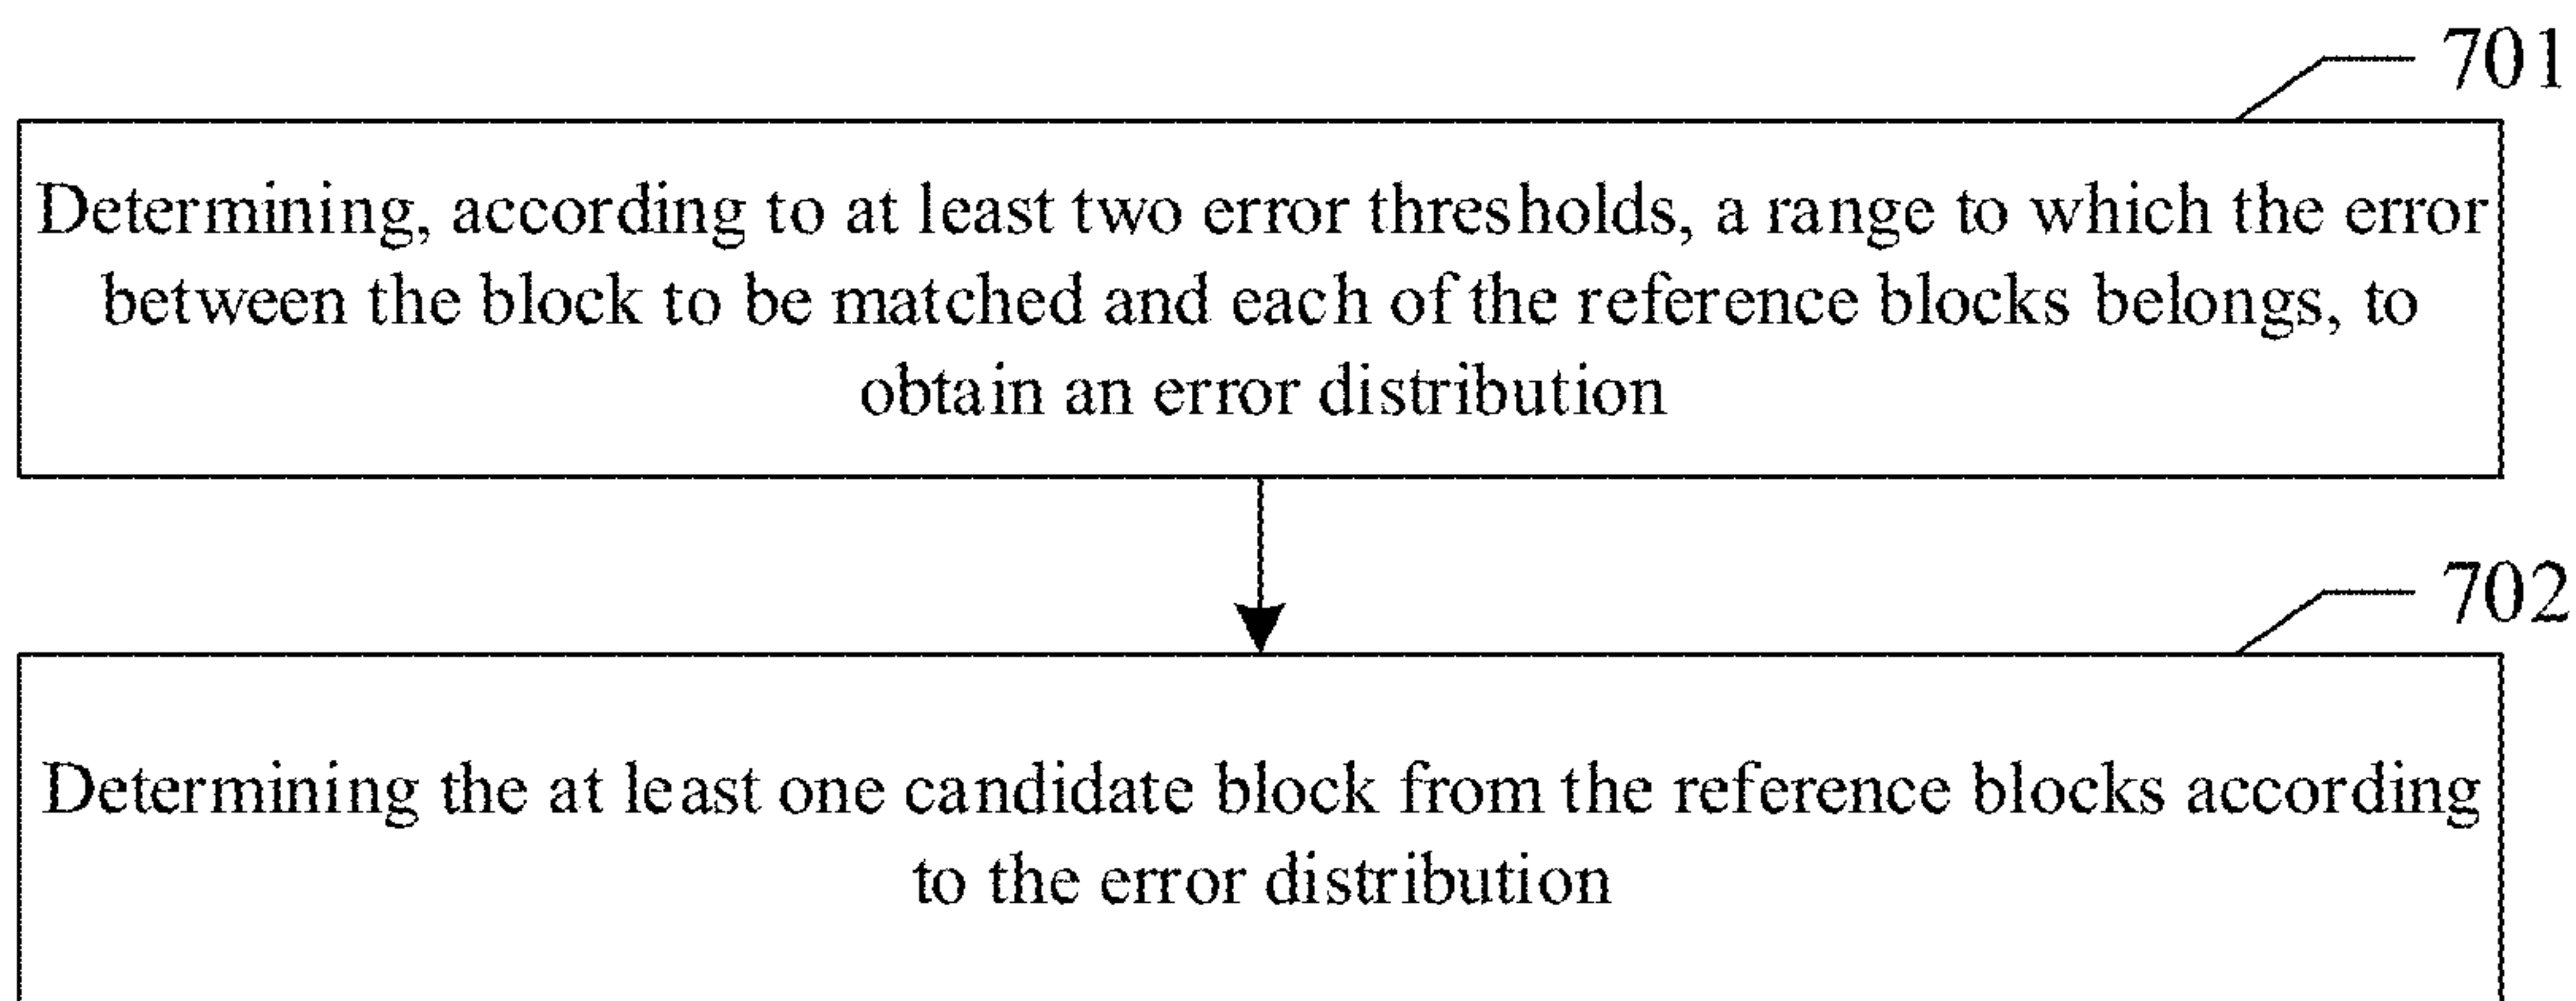 701
Determining, according to at least two error thresholds, a range to which the error
between the block to be matched and each of the reference blocks belongs, to
obtain an error distribution
702
Determining the at least one candidate block from the reference blocks according
to the error distribution